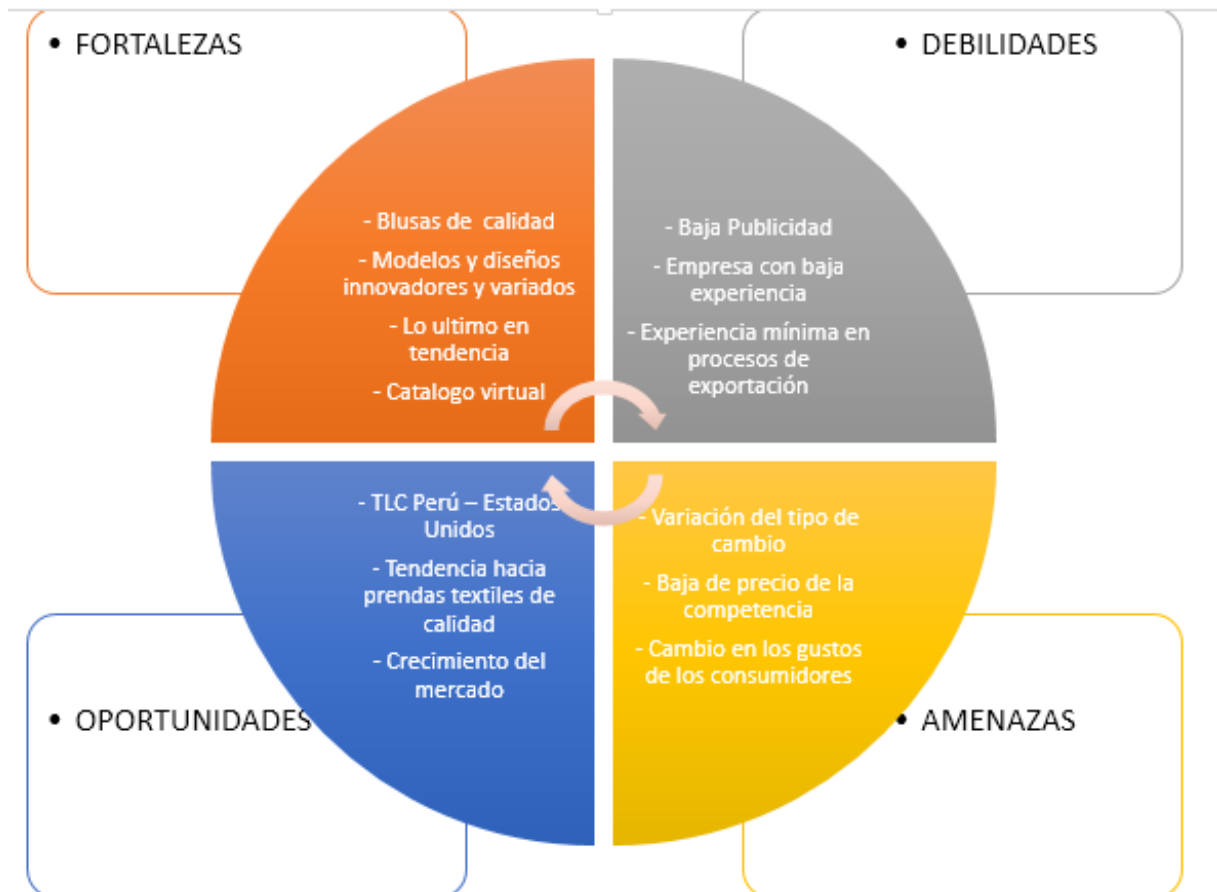 • FORTALEZAS
- Blusas de  calidad
- Modelos y diseños
innovadores y variados
- Lo ultimo en
tendencia
- Catalogo virtual
• DEBILIDADES
- Baja Publicidad
- Empresa con baja
experiencia
- Experiencia mínima en
procesos de
exportación
- TLC Perú – Estados
Unidos
- Tendencia hacia
prendas textiles de
calidad
- Crecimiento del
mercado
• OPORTUNIDADES
- Variación del tipo de
cambio
- Baja de precio de la
competencia
- Cambio en los gustos
de los consumidores
• AMENAZAS